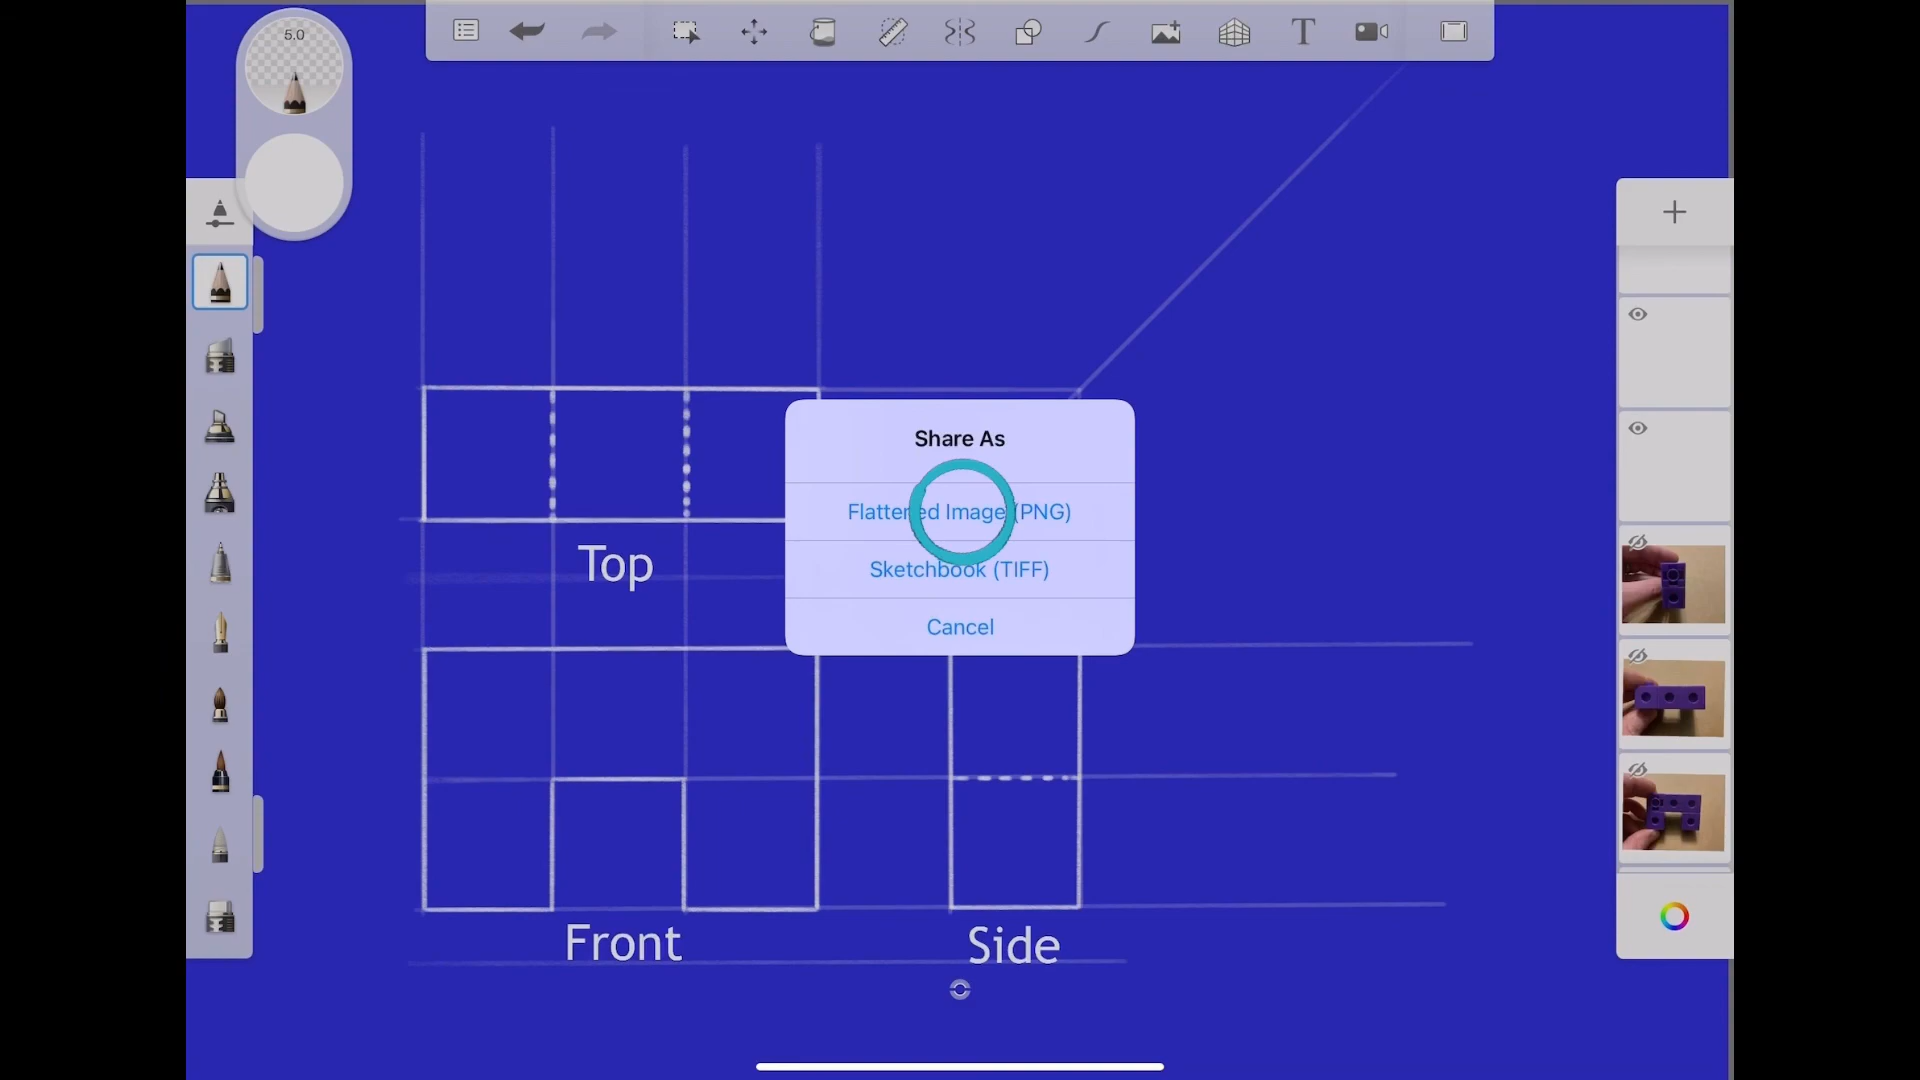 5.0
T
Share As
Flattened Image (PNG)
Sketchbook (TIFF)
Cancel
Top
Front
Side